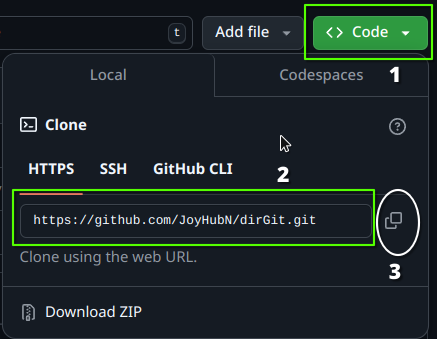 t
Add file
Code
1
Local
Codespaces
Clone
?
HTTPS
SSH
GitHub CLI
2
https://github.com/JoyHubN/dirGit.git
3
Clone using the web URL.
Download ZIP